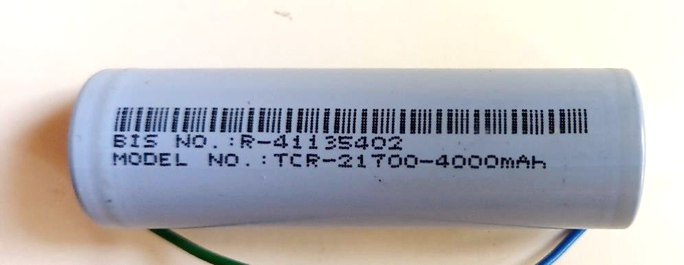 BIS NO.:R-41135402
MODEL NO.:TCR-21700-4000mAh